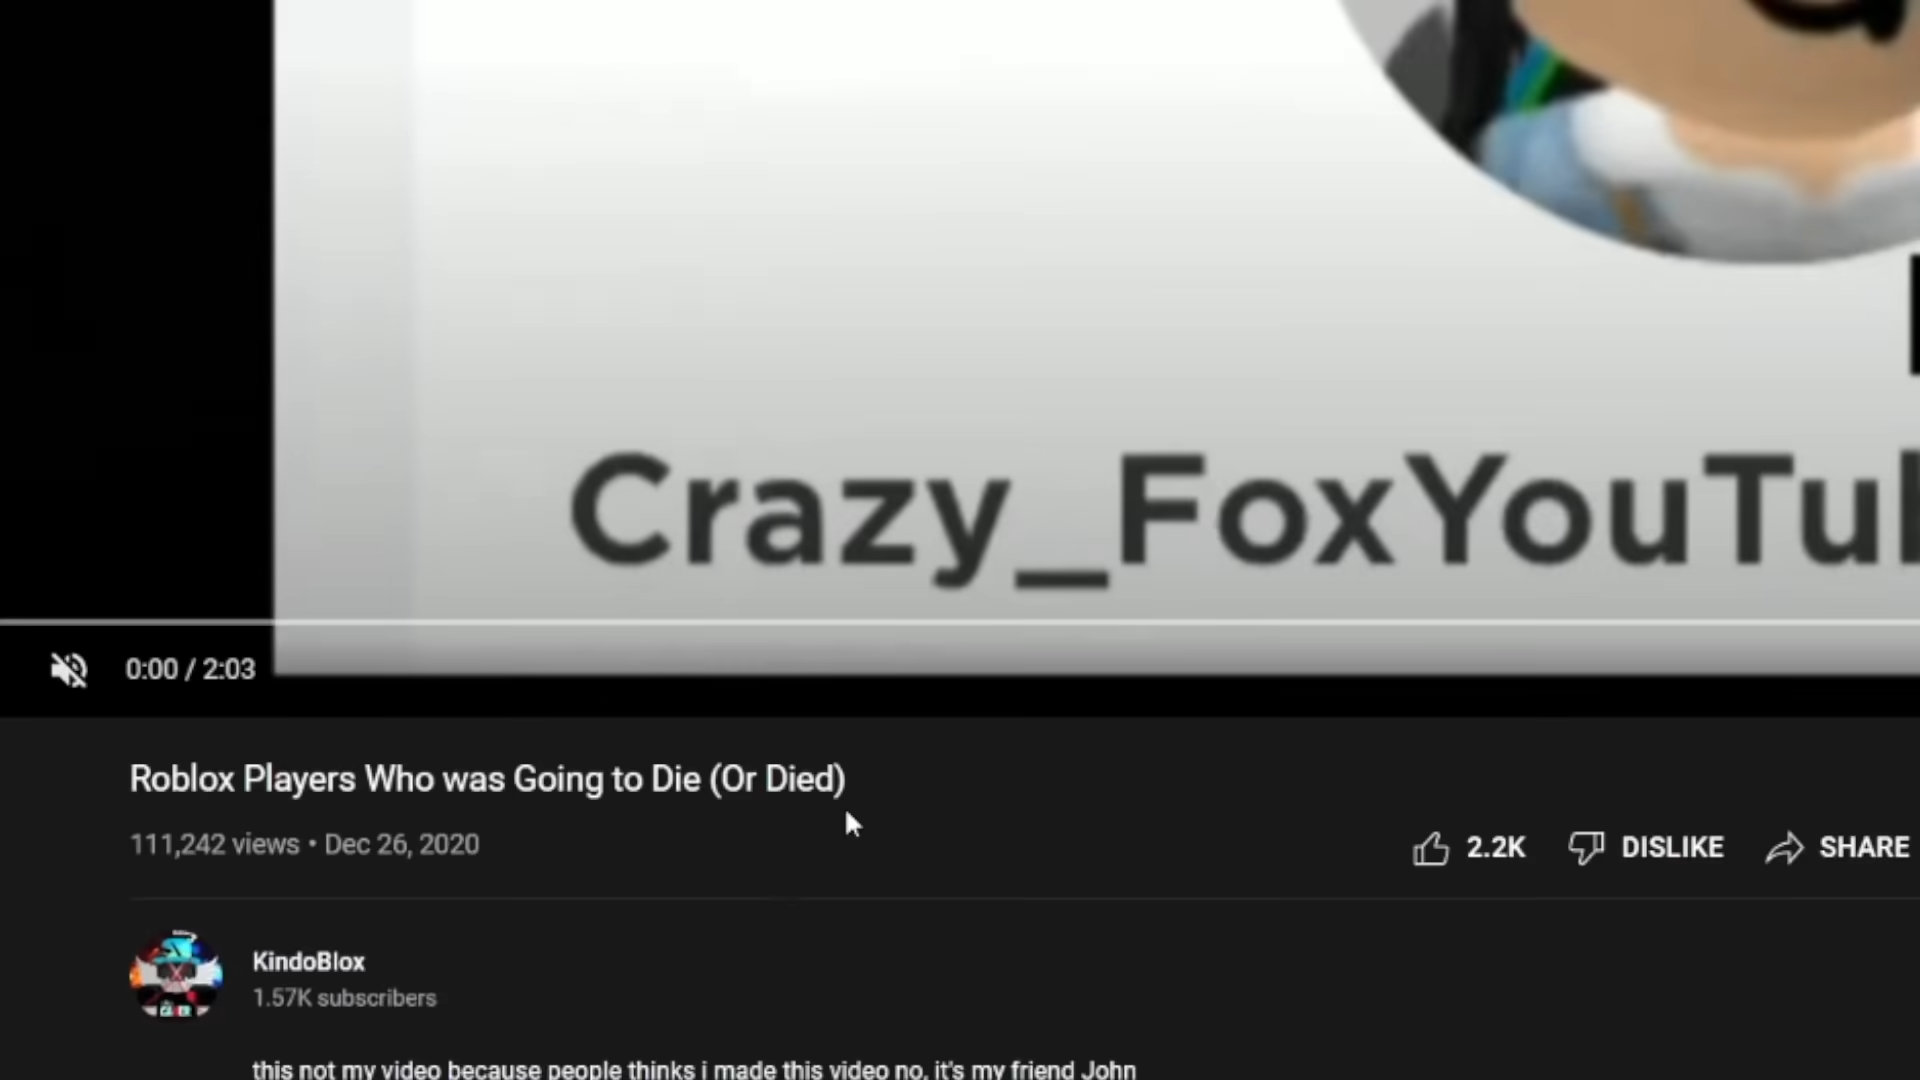 Crazy_FoxYouTu
0:00 / 2:03
Roblox Players Who was Going to Die (Or Died)
111,242 views • Dec 26, 2020
2.2K
DISLIKE
SHARE
KindoBlox
1.57K subscribers
this not my video because people thinks i made this video no, it's my friend John